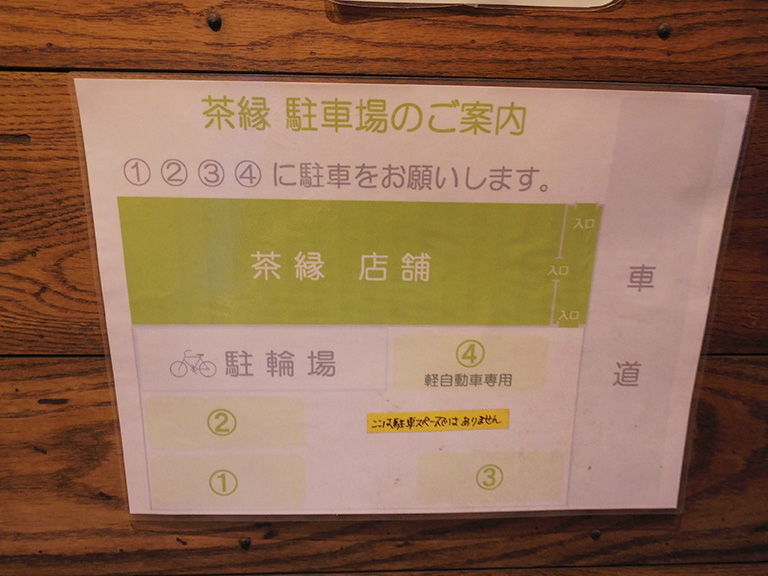 茶縁 駐車場のご案内
①②③④に駐車をお願いします。
入口
茶縁 店舗
入口
入口
車道
駐輪場
④
軽自動車専用
②
ここは駐車スペースではありません
①
③